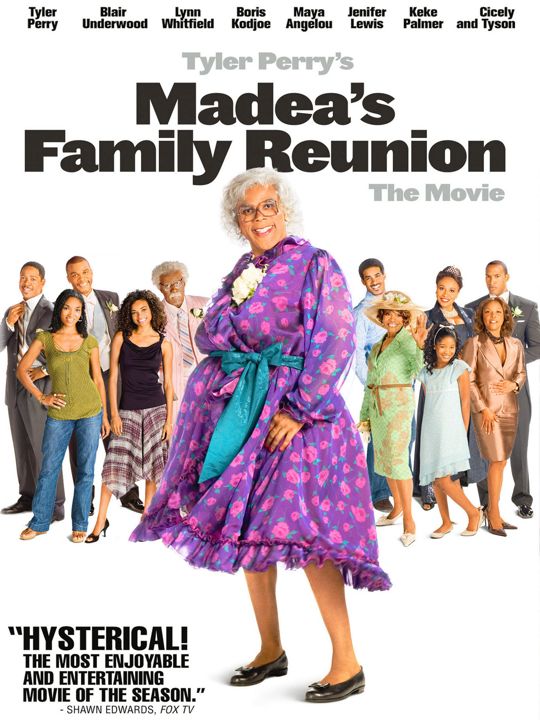 Tyler Perry Blair Underwood Lynn Whitfield Boris Kodjoe Maya Angelou Jenifer Lewis Keke Palmer Cicely and Tyson
Tyler Perry's
Madea's
Family Reunion
The Movie
"HYSTERICAL!
THE MOST ENJOYABLE
AND ENTERTAINING
MOVIE OF THE SEASON."
- SHAWN EDWARDS, FOX TV